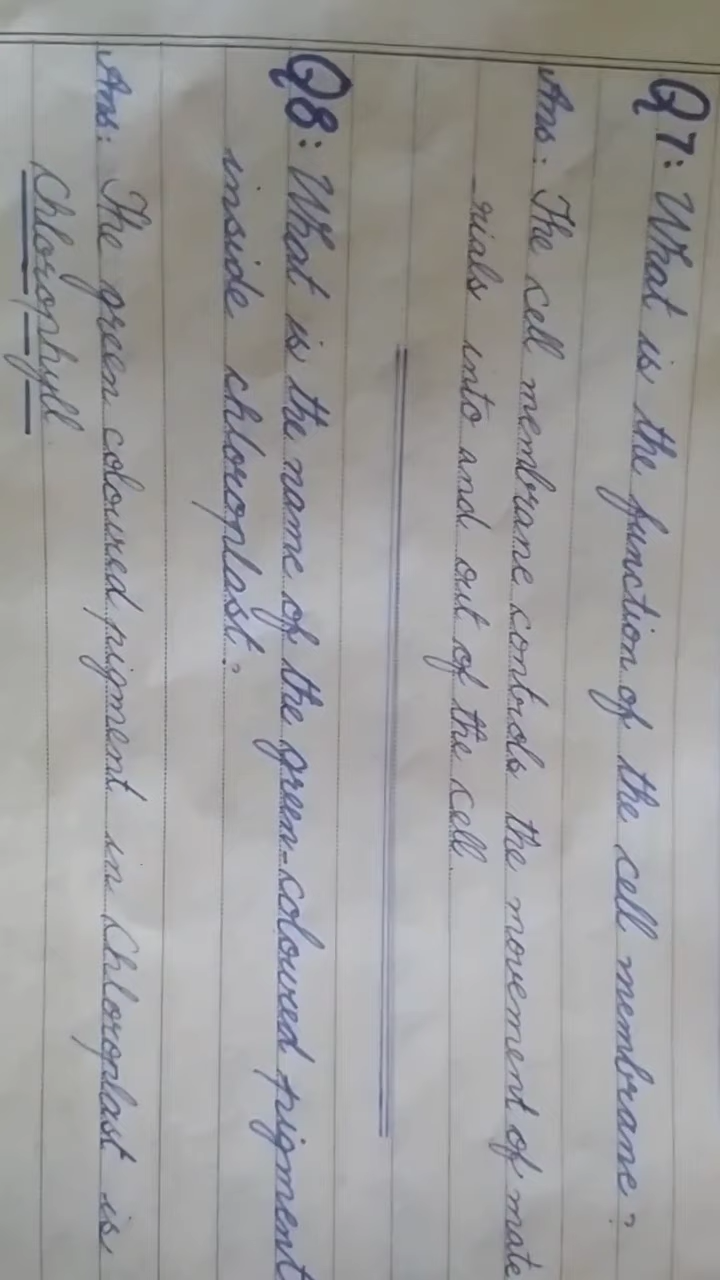 Q7: What is the function of the cell membrane?
Ans: The cell membrane controls the movement of mate
-rials into and out of the cell.
Q8: What is the name of the green-coloured pigment
inside chloroplast?
Ans: The green coloured pigment in Chloroplast is
Chlorophyll.